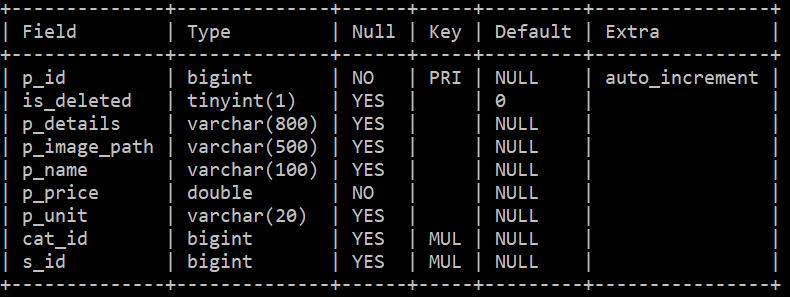 +--------------+--------------+------+-----+---------+----------------+
| Field        | Type         | Null | Key | Default | Extra          |
+--------------+--------------+------+-----+---------+----------------+
| p_id         | bigint       | NO   | PRI | NULL    | auto_increment |
| is_deleted   | tinyint(1)   | YES  |     | 0       |                |
| p_details    | varchar(800) | YES  |     | NULL    |                |
| p_image_path | varchar(500) | YES  |     | NULL    |                |
| p_name       | varchar(100) | YES  |     | NULL    |                |
| p_price      | double       | NO   |     | NULL    |                |
| p_unit       | varchar(20)  | YES  |     | NULL    |                |
| cat_id       | bigint       | YES  | MUL | NULL    |                |
| s_id         | bigint       | YES  | MUL | NULL    |                |
+--------------+--------------+------+-----+---------+----------------+